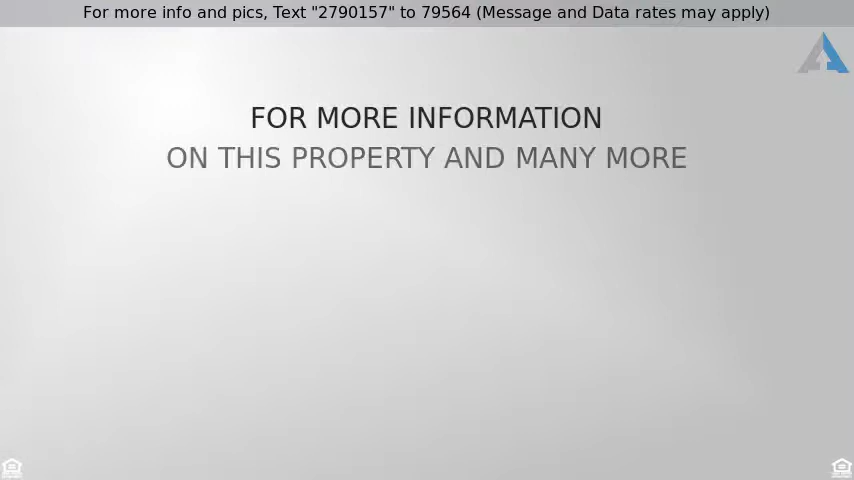 For more info and pics, Text "2790157" to 79564 (Message and Data rates may apply)
FOR MORE INFORMATION
ON THIS PROPERTY AND MANY MORE